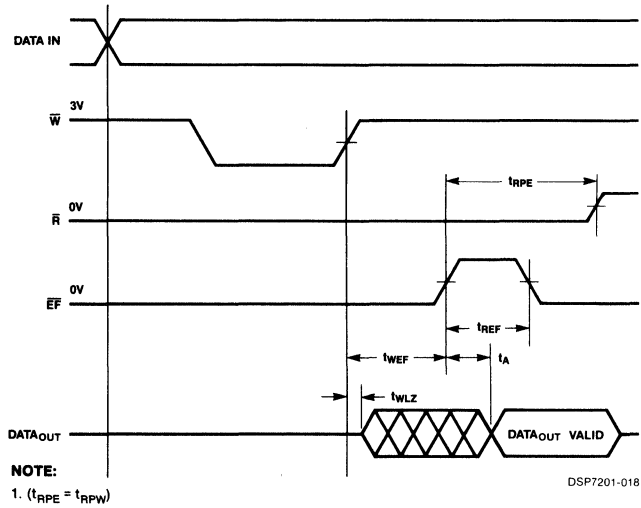 DATA IN
3V
W̅
tRPE
0V
R̅
0V
E̅F̅
tREF
tWEF
tA
tWLZ
DATAOUT
DATAOUT VALID
NOTE:
DSP7201-018
1. (tRPE = tRPW)